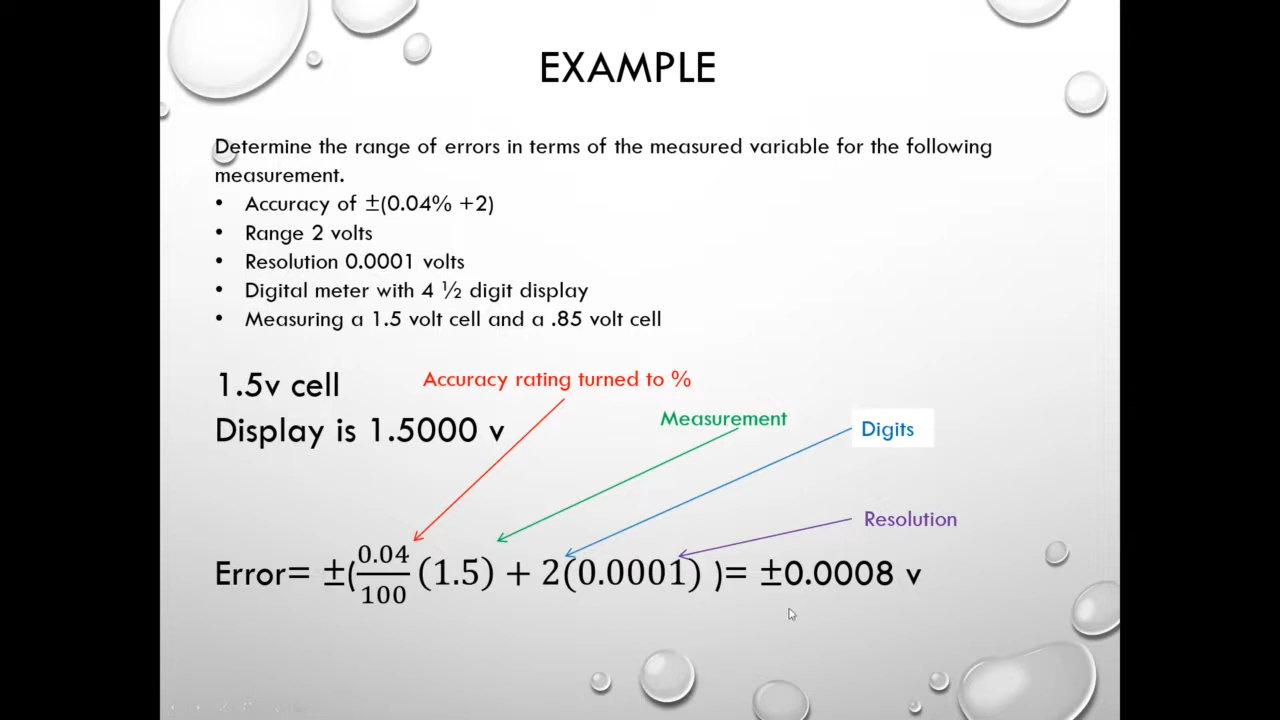 EXAMPLE
Determine the range of errors in terms of the measured variable for the following
measurement.
• Accuracy of ±(0.04% +2)
• Range 2 volts
• Resolution 0.0001 volts
• Digital meter with 4 ½ digit display
• Measuring a 1.5 volt cell and a .85 volt cell
1.5v cell
Accuracy rating turned to %
Display is 1.5000 v
Measurement
Digits
Resolution
Error= ±(0.04/100 (1.5) + 2(0.0001) )= ±0.0008 v